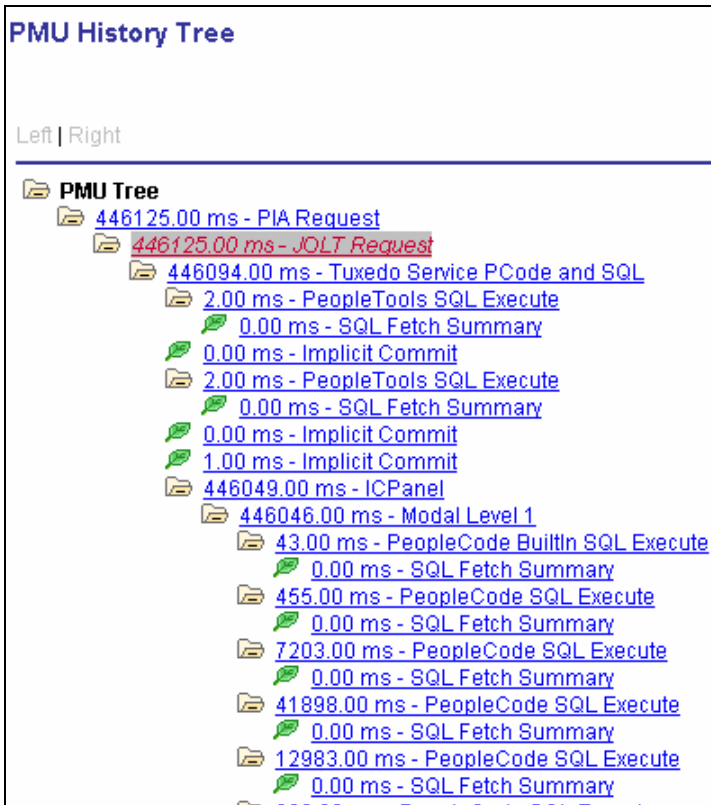 PMU History Tree
Left | Right
PMU Tree
446125.00 ms - PIA Request
446125.00 ms - JOLT Request
446094.00 ms - Tuxedo Service PCode and SQL
2.00 ms - PeopleTools SQL Execute
0.00 ms - SQL Fetch Summary
0.00 ms - Implicit Commit
2.00 ms - PeopleTools SQL Execute
0.00 ms - SQL Fetch Summary
0.00 ms - Implicit Commit
1.00 ms - Implicit Commit
446049.00 ms - ICPanel
446046.00 ms - Modal Level 1
43.00 ms - PeopleCode BuiltIn SQL Execute
0.00 ms - SQL Fetch Summary
455.00 ms - PeopleCode SQL Execute
0.00 ms - SQL Fetch Summary
7203.00 ms - PeopleCode SQL Execute
0.00 ms - SQL Fetch Summary
41898.00 ms - PeopleCode SQL Execute
0.00 ms - SQL Fetch Summary
12983.00 ms - PeopleCode SQL Execute
0.00 ms - SQL Fetch Summary